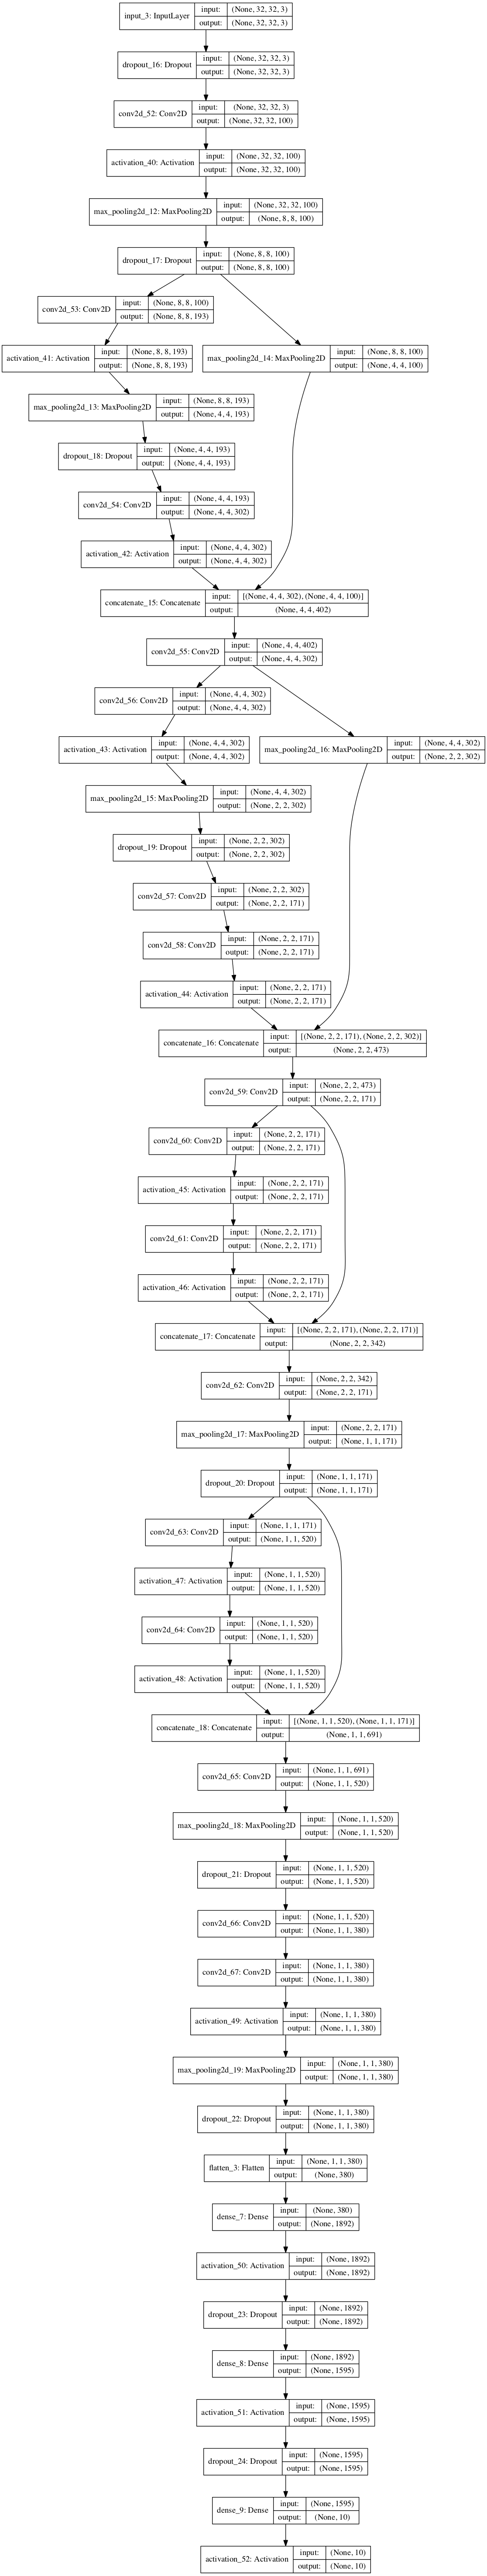 input_3: InputLayer input: (None, 32, 32, 3)
output: (None, 32, 32, 3)
dropout_16: Dropout input: (None, 32, 32, 3)
output: (None, 32, 32, 3)
conv2d_52: Conv2D input: (None, 32, 32, 3)
output: (None, 32, 32, 100)
activation_40: Activation input: (None, 32, 32, 100)
output: (None, 32, 32, 100)
max_pooling2d_12: MaxPooling2D input: (None, 32, 32, 100)
output: (None, 8, 8, 100)
dropout_17: Dropout input: (None, 8, 8, 100)
output: (None, 8, 8, 100)
conv2d_53: Conv2D input: (None, 8, 8, 100)
output: (None, 8, 8, 193)
activation_41: Activation input: (None, 8, 8, 193)
output: (None, 8, 8, 193)
max_pooling2d_14: MaxPooling2D input: (None, 8, 8, 100)
output: (None, 4, 4, 100)
max_pooling2d_13: MaxPooling2D input: (None, 8, 8, 193)
output: (None, 4, 4, 193)
dropout_18: Dropout input: (None, 4, 4, 193)
output: (None, 4, 4, 193)
conv2d_54: Conv2D input: (None, 4, 4, 193)
output: (None, 4, 4, 302)
activation_42: Activation input: (None, 4, 4, 302)
output: (None, 4, 4, 302)
concatenate_15: Concatenate input: [(None, 4, 4, 302), (None, 4, 4, 100)]
output: (None, 4, 4, 402)
conv2d_55: Conv2D input: (None, 4, 4, 402)
output: (None, 4, 4, 302)
conv2d_56: Conv2D input: (None, 4, 4, 302)
output: (None, 4, 4, 302)
activation_43: Activation input: (None, 4, 4, 302)
output: (None, 4, 4, 302)
max_pooling2d_16: MaxPooling2D input: (None, 4, 4, 302)
output: (None, 2, 2, 302)
max_pooling2d_15: MaxPooling2D input: (None, 4, 4, 302)
output: (None, 2, 2, 302)
dropout_19: Dropout input: (None, 2, 2, 302)
output: (None, 2, 2, 302)
conv2d_57: Conv2D input: (None, 2, 2, 302)
output: (None, 2, 2, 171)
conv2d_58: Conv2D input: (None, 2, 2, 171)
output: (None, 2, 2, 171)
activation_44: Activation input: (None, 2, 2, 171)
output: (None, 2, 2, 171)
concatenate_16: Concatenate input: [(None, 2, 2, 171), (None, 2, 2, 302)]
output: (None, 2, 2, 473)
conv2d_59: Conv2D input: (None, 2, 2, 473)
output: (None, 2, 2, 171)
conv2d_60: Conv2D input: (None, 2, 2, 171)
output: (None, 2, 2, 171)
activation_45: Activation input: (None, 2, 2, 171)
output: (None, 2, 2, 171)
conv2d_61: Conv2D input: (None, 2, 2, 171)
output: (None, 2, 2, 171)
activation_46: Activation input: (None, 2, 2, 171)
output: (None, 2, 2, 171)
concatenate_17: Concatenate input: [(None, 2, 2, 171), (None, 2, 2, 171)]
output: (None, 2, 2, 342)
conv2d_62: Conv2D input: (None, 2, 2, 342)
output: (None, 2, 2, 171)
max_pooling2d_17: MaxPooling2D input: (None, 2, 2, 171)
output: (None, 1, 1, 171)
dropout_20: Dropout input: (None, 1, 1, 171)
output: (None, 1, 1, 171)
conv2d_63: Conv2D input: (None, 1, 1, 171)
output: (None, 1, 1, 520)
activation_47: Activation input: (None, 1, 1, 520)
output: (None, 1, 1, 520)
conv2d_64: Conv2D input: (None, 1, 1, 520)
output: (None, 1, 1, 520)
activation_48: Activation input: (None, 1, 1, 520)
output: (None, 1, 1, 520)
concatenate_18: Concatenate input: [(None, 1, 1, 520), (None, 1, 1, 171)]
output: (None, 1, 1, 691)
conv2d_65: Conv2D input: (None, 1, 1, 691)
output: (None, 1, 1, 520)
max_pooling2d_18: MaxPooling2D input: (None, 1, 1, 520)
output: (None, 1, 1, 520)
dropout_21: Dropout input: (None, 1, 1, 520)
output: (None, 1, 1, 520)
conv2d_66: Conv2D input: (None, 1, 1, 520)
output: (None, 1, 1, 380)
conv2d_67: Conv2D input: (None, 1, 1, 380)
output: (None, 1, 1, 380)
activation_49: Activation input: (None, 1, 1, 380)
output: (None, 1, 1, 380)
max_pooling2d_19: MaxPooling2D input: (None, 1, 1, 380)
output: (None, 1, 1, 380)
dropout_22: Dropout input: (None, 1, 1, 380)
output: (None, 1, 1, 380)
flatten_3: Flatten input: (None, 1, 1, 380)
output: (None, 380)
dense_7: Dense input: (None, 380)
output: (None, 1892)
activation_50: Activation input: (None, 1892)
output: (None, 1892)
dropout_23: Dropout input: (None, 1892)
output: (None, 1892)
dense_8: Dense input: (None, 1892)
output: (None, 1595)
activation_51: Activation input: (None, 1595)
output: (None, 1595)
dropout_24: Dropout input: (None, 1595)
output: (None, 1595)
dense_9: Dense input: (None, 1595)
output: (None, 10)
activation_52: Activation input: (None, 10)
output: (None, 10)